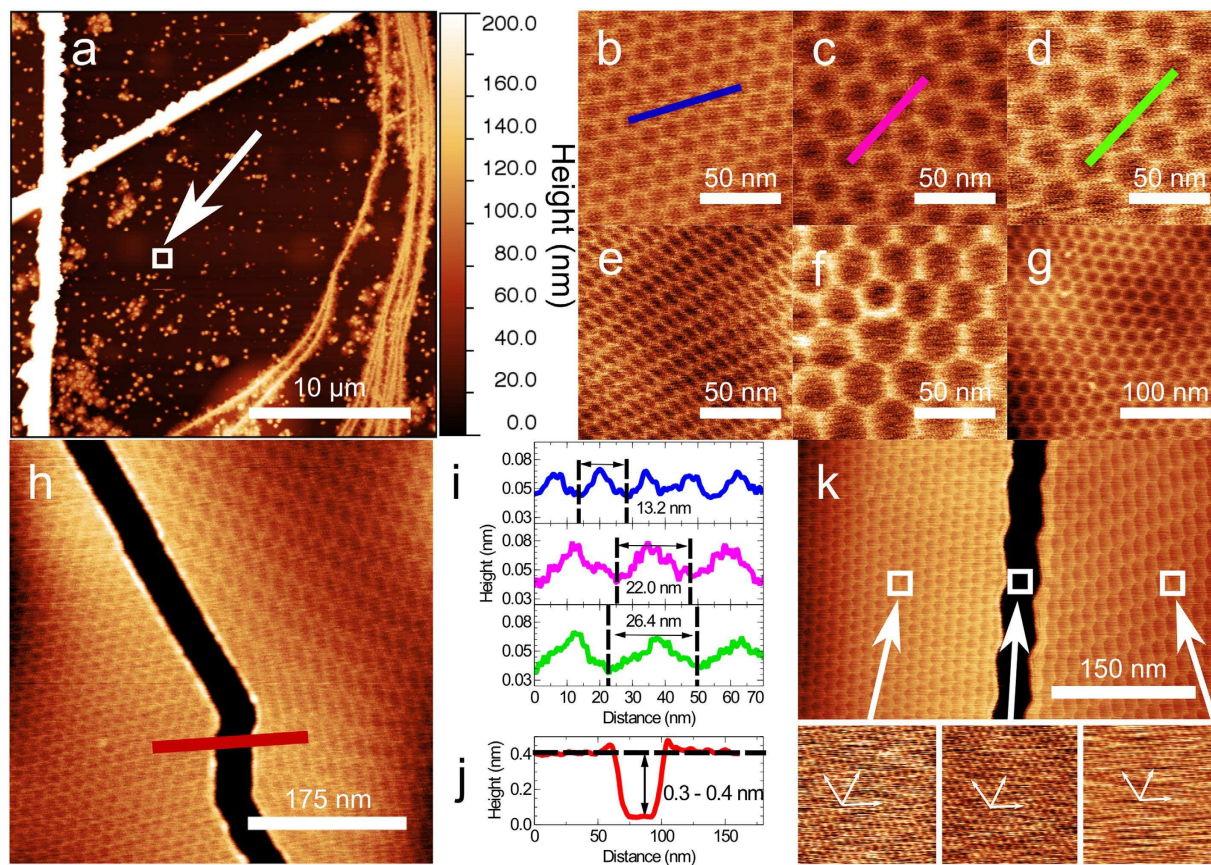 a
10 µm
200.0
180.0
160.0
140.0
120.0
100.0
80.0
60.0
40.0
20.0
0.0
Height (nm)
b
50 nm
c
50 nm
d
50 nm
e
50 nm
f
50 nm
g
100 nm
h
175 nm
i
0.08
0.05
0.03
13.2 nm
0.08
0.05
0.03
22.0 nm
0.08
0.05
0.03
26.4 nm
Height (nm)
0 10 20 30 40 50 60 70
Distance (nm)
j
0.4
0.2
0.0
Height (nm)
0.3 - 0.4 nm
0 50 100 150
Distance (nm)
k
150 nm